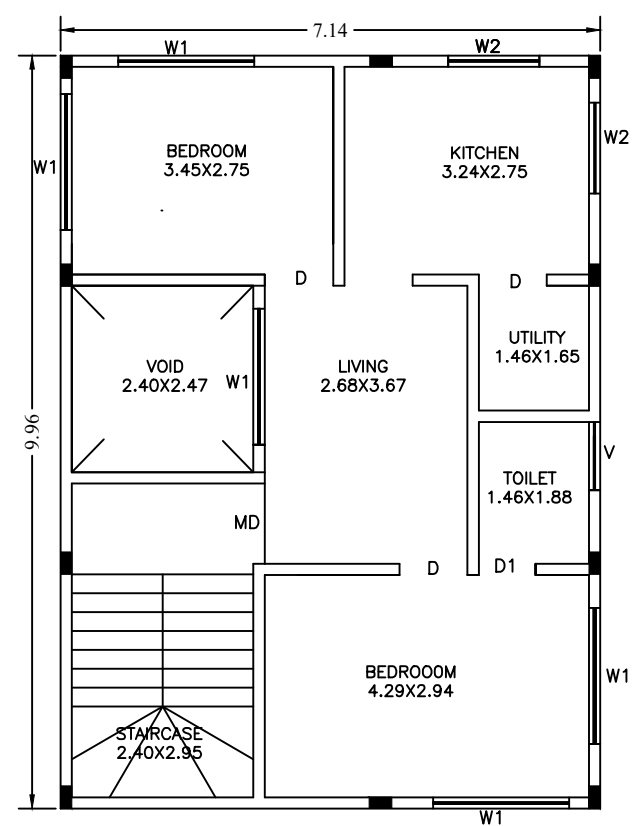 7.14
W1
W2
W1
BEDROOM
3.45X2.75
KITCHEN
3.24X2.75
W2
D
D
9.96
VOID
2.40X2.47
W1
LIVING
2.68X3.67
UTILITY
1.46X1.65
V
TOILET
1.46X1.88
MD
D
D1
BEDROOOM
4.29X2.94
W1
STAIRCASE
2.40X2.95
W1